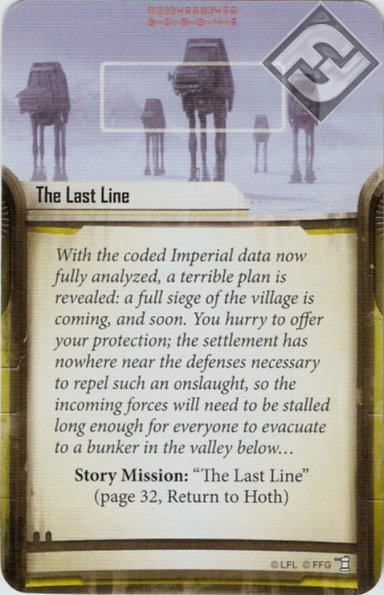 The Last Line
With the coded Imperial data now
fully analyzed, a terrible plan is
revealed: a full siege of the village is
coming, and soon. You hurry to offer
your protection; the settlement has
nowhere near the defenses necessary
to repel such an onslaught, so the
incoming forces will need to be stalled
long enough for everyone to evacuate
to a bunker in the valley below…
Story Mission: “The Last Line”
(page 32, Return to Hoth)
© LFL © FFG